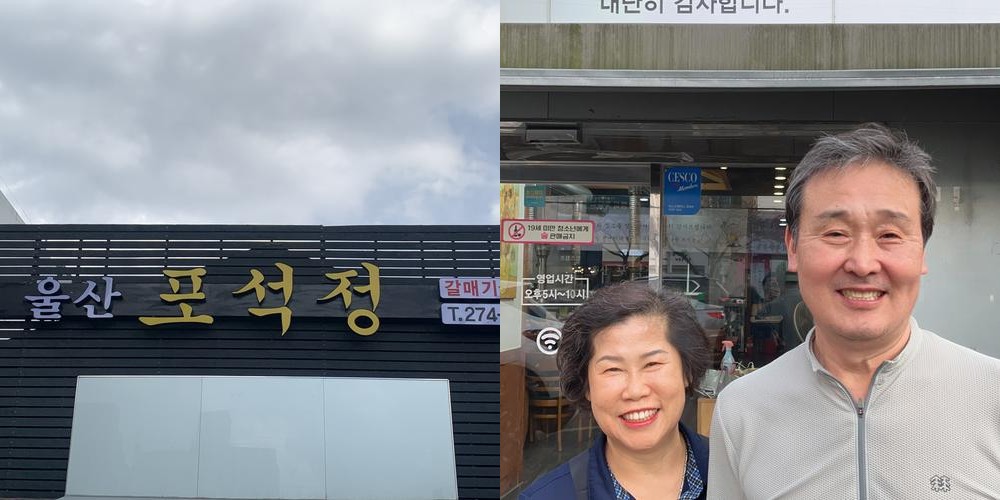 울산 포석정
갈매기
T.274-
대단히 감사합니다.
CESCO
Members
19세 미만 청소년에게
술 판매금지
영업시간
오후5시~10시